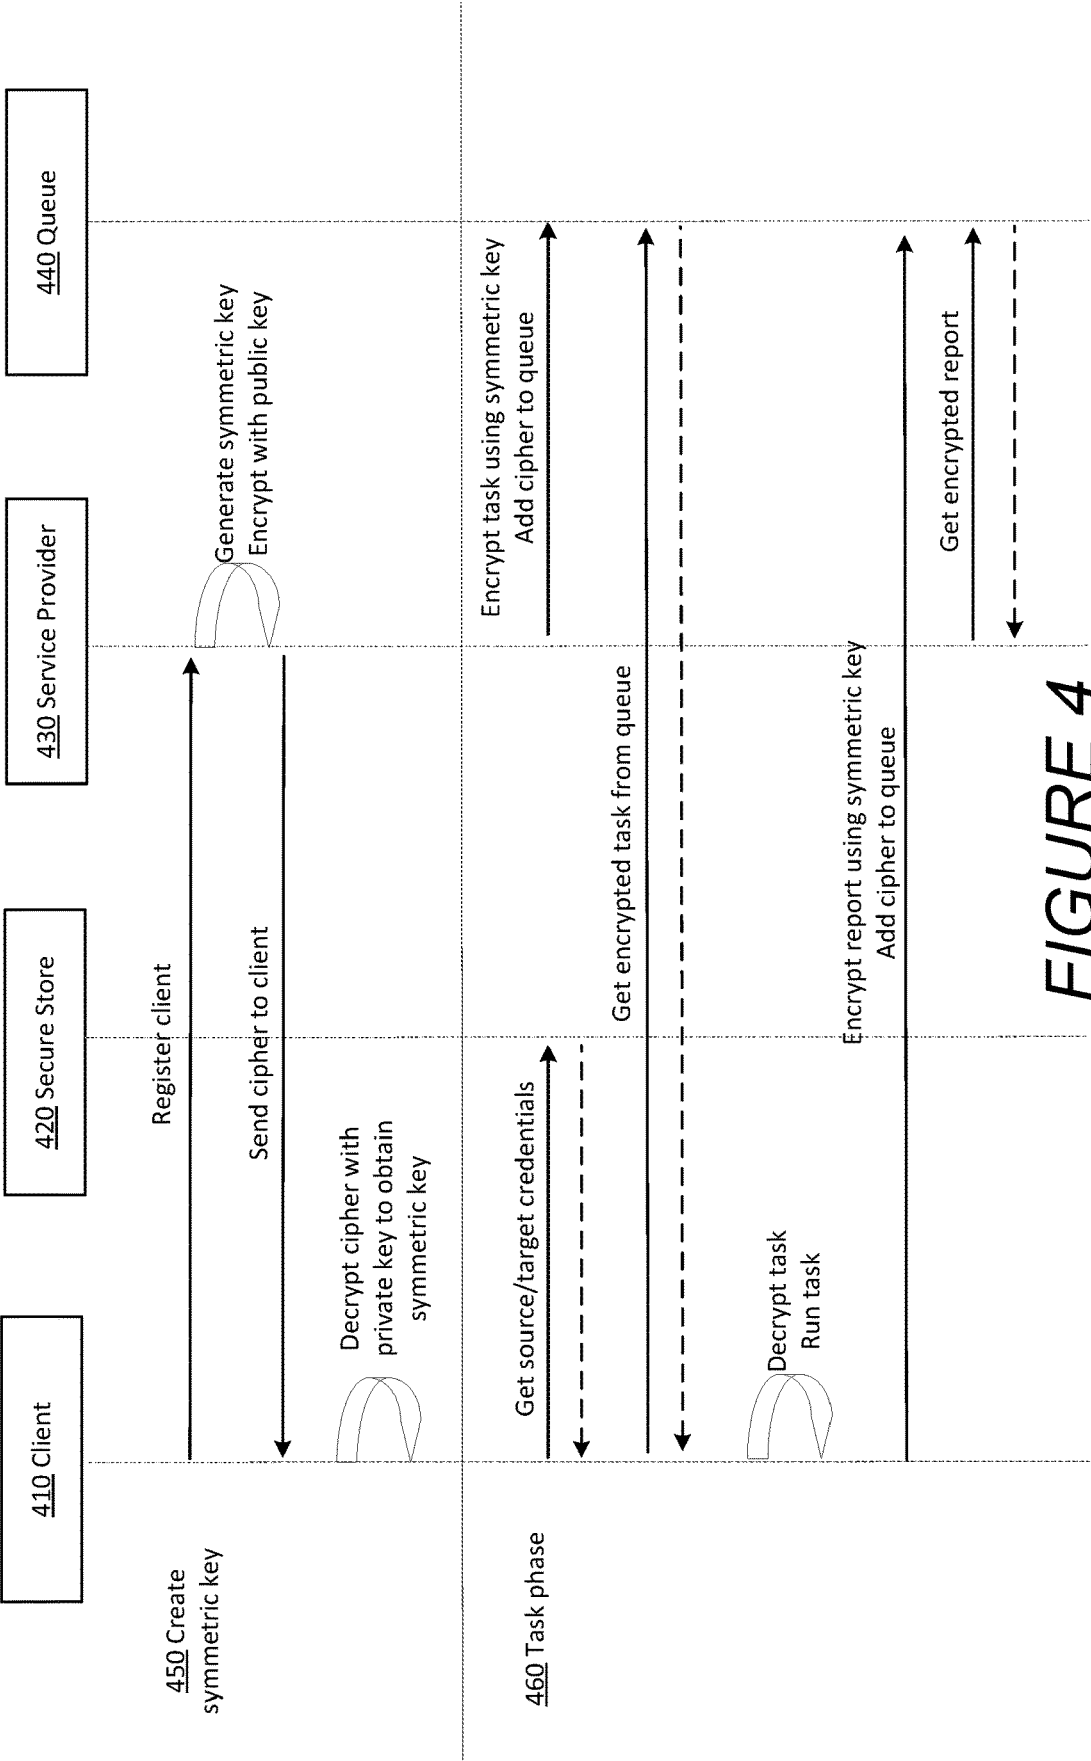 410 Client
420 Secure Store
430 Service Provider
440 Queue
450 Create
symmetric key
Register client
Generate symmetric key
Encrypt with public key
Send cipher to client
Decrypt cipher with
private key to obtain
symmetric key
460 Task phase
Get source/target credentials
Encrypt task using symmetric key
Add cipher to queue
Get encrypted task from queue
Decrypt task
Run task
Encrypt report using symmetric key
Add cipher to queue
Get encrypted report
FIGURE 4